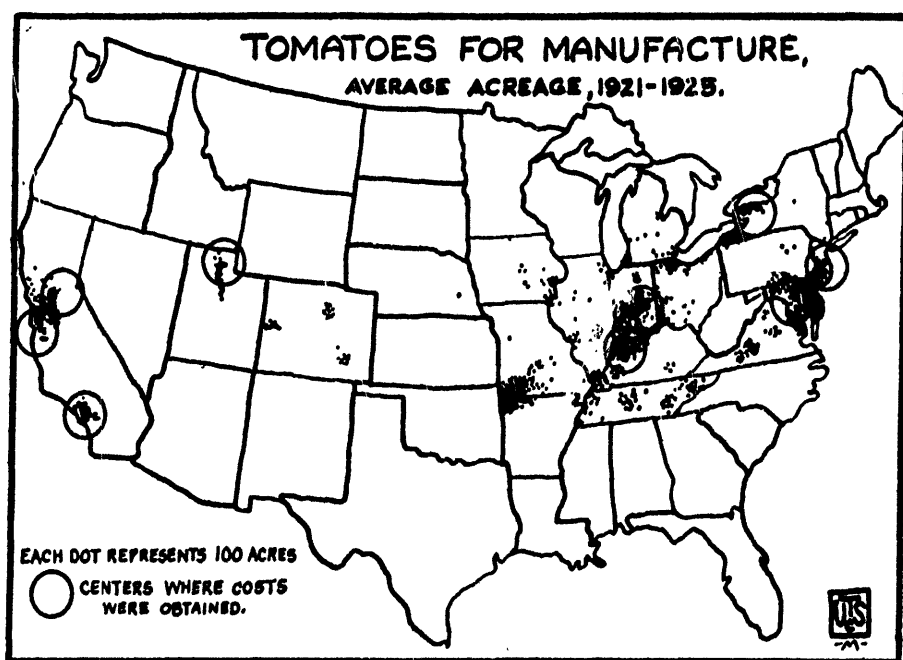 TOMATOES FOR MANUFACTURE,
AVERAGE ACREAGE, 1921-1925.
EACH DOT REPRESENTS 100 ACRES
CENTERS WHERE COSTS
WERE OBTAINED.